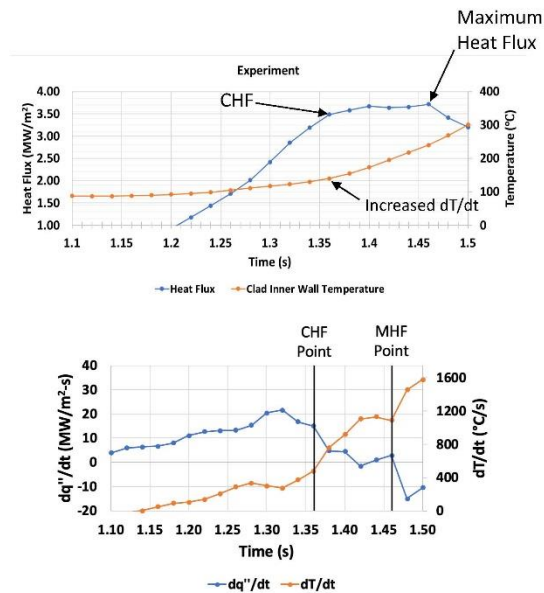 Maximum
Heat Flux
Experiment
CHF
4.00
3.50
3.00
2.50
2.00
1.50
1.00
Heat Flux (MW/m²)
400
300
200
100
0
Temperature (°C)
Increased dT/dt
1.1 1.15 1.2 1.25 1.3 1.35 1.4 1.45 1.5
Time (s)
Heat Flux Clad Inner Wall Temperature
CHF
Point
MHF
Point
40
30
20
10
0
-10
-20
dq"/dt (MW/m²-s)
1600
1200
800
400
0
dT/dt (°C/s)
1.10 1.15 1.20 1.25 1.30 1.35 1.40 1.45 1.50
Time (s)
dq"/dt dT/dt